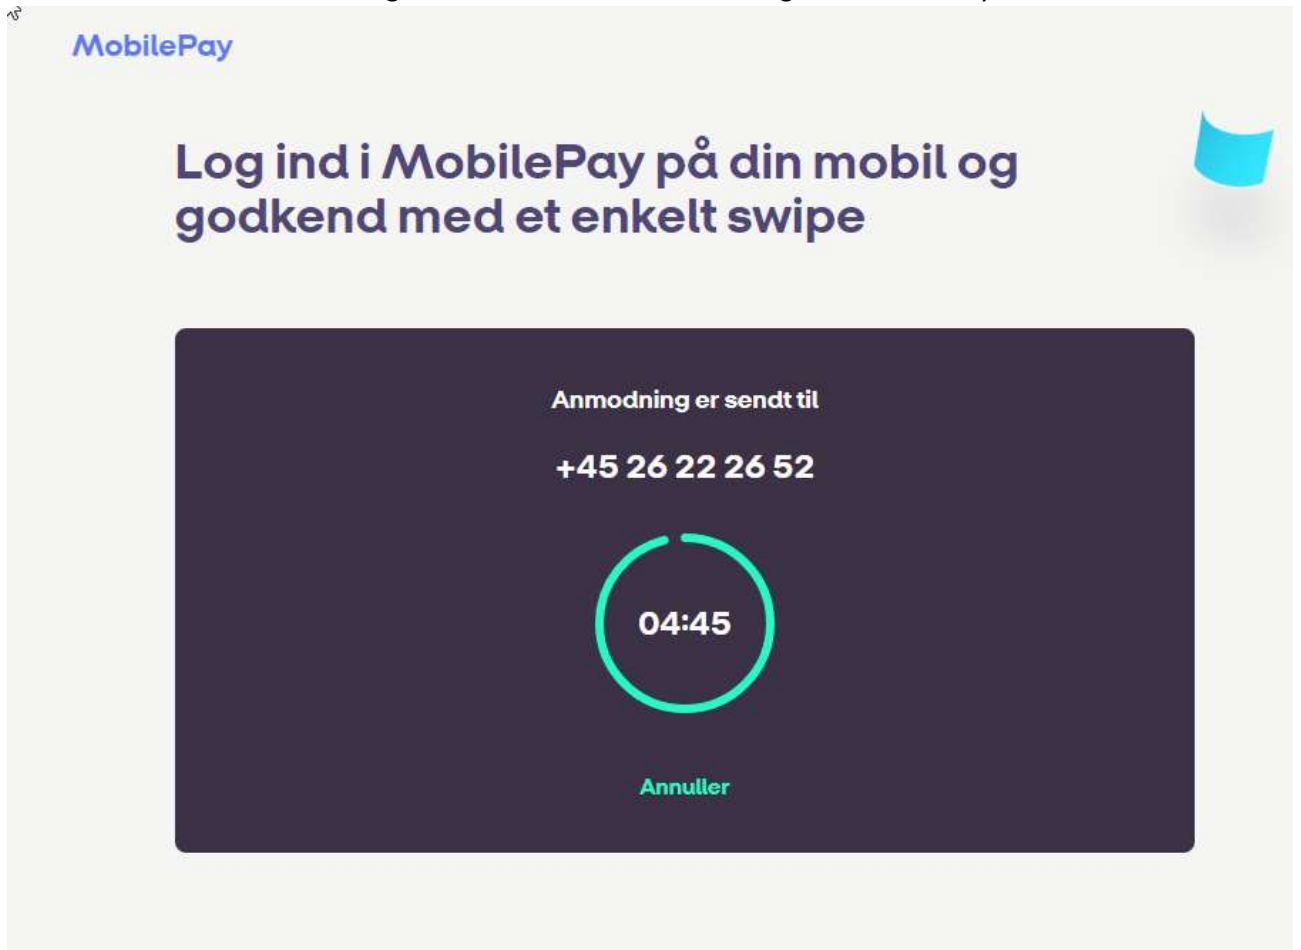 MobilePay
Log ind i MobilePay på din mobil og
godkend med et enkelt swipe
Anmodning er sendt til
+45 26 22 26 52
04:45
Annuller